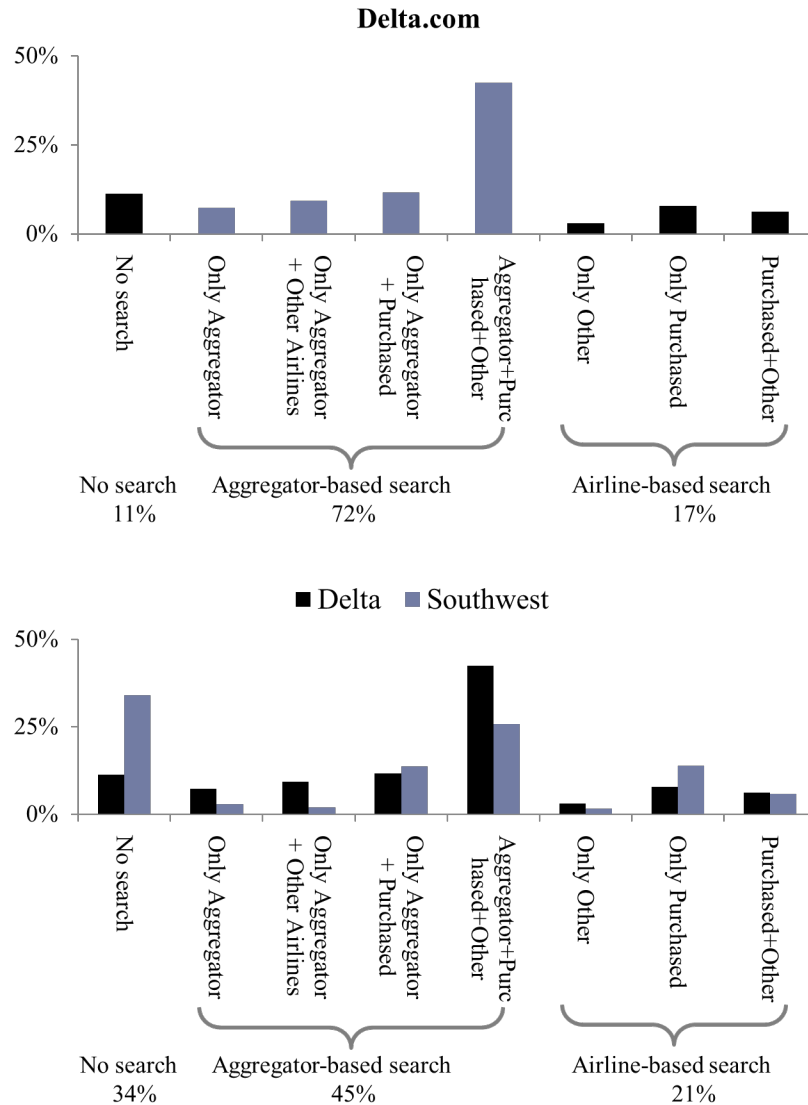 Delta.com
50%
25%
0%
No search
Only Aggregator
Only Aggregator
+ Other Airlines
Only Aggregator
+ Purchased
Aggregator+Purc
hased+Other
Only Other
Only Purchased
Purchased+Other
No search
11%
Aggregator-based search
72%
Airline-based search
17%
Delta
Southwest
50%
25%
0%
No search
Only Aggregator
Only Aggregator
+ Other Airlines
Only Aggregator
+ Purchased
Aggregator+Purc
hased+Other
Only Other
Only Purchased
Purchased+Other
No search
34%
Aggregator-based search
45%
Airline-based search
21%